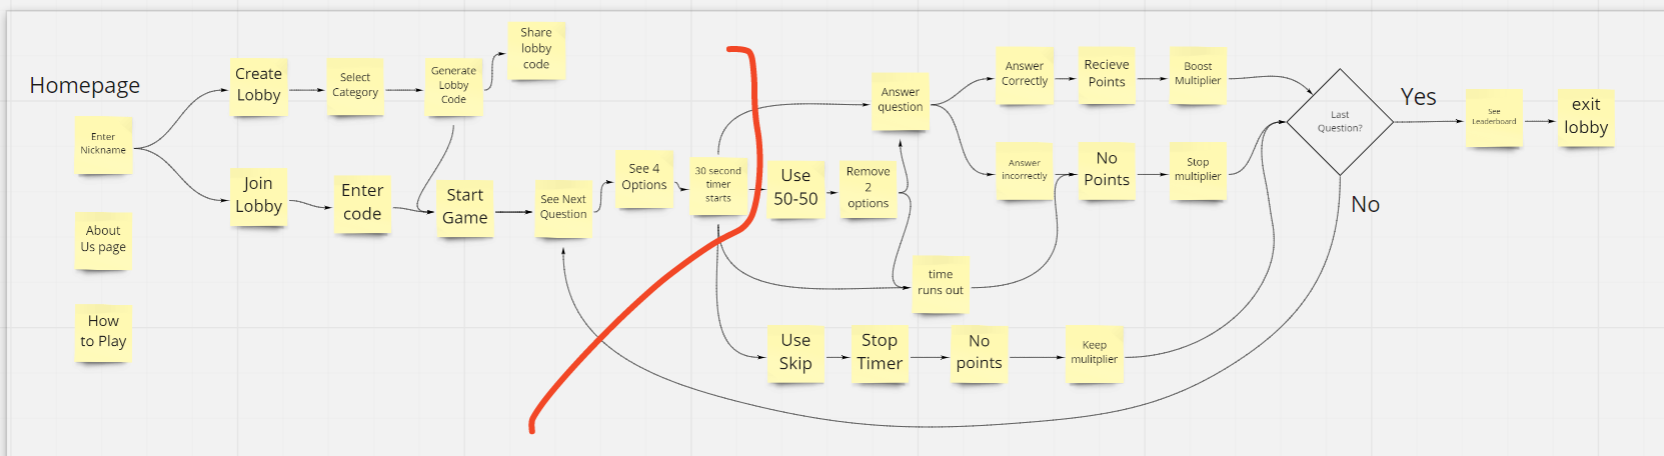 Homepage
Enter
Nickname
About
Us page
How
to Play
Create
Lobby
Select
Category
Generate
Lobby
Code
Share
lobby
code
Join
Lobby
Enter
code
Start
Game
See Next
Question
See 4
Options
30 second
timer
starts
Use
50-50
Remove
2
options
Answer
question
time
runs out
Use
Skip
Stop
Timer
No
points
Keep
mulitplier
Answer
Correctly
Recieve
Points
Boost
Multiplier
Answer
incorrectly
No
Points
Stop
multiplier
Last
Question?
Yes
No
See
Leaderboard
exit
lobby